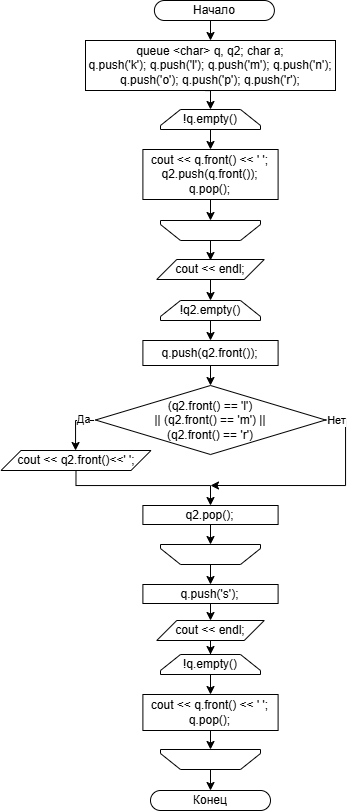 Начало
queue <char> q, q2; char a;
q.push('k'); q.push('l'); q.push('m'); q.push('n');
q.push('o'); q.push('p'); q.push('r');
!q.empty()
cout << q.front() << ' ';
q2.push(q.front());
q.pop();
cout << endl;
!q2.empty()
q.push(q2.front());
(q2.front() == 'l')
|| (q2.front() == 'm') ||
(q2.front() == 'r')
Да
Нет
cout << q2.front()<<' ';
q2.pop();
q.push('s');
cout << endl;
!q.empty()
cout << q.front() << ' ';
q.pop();
Конец